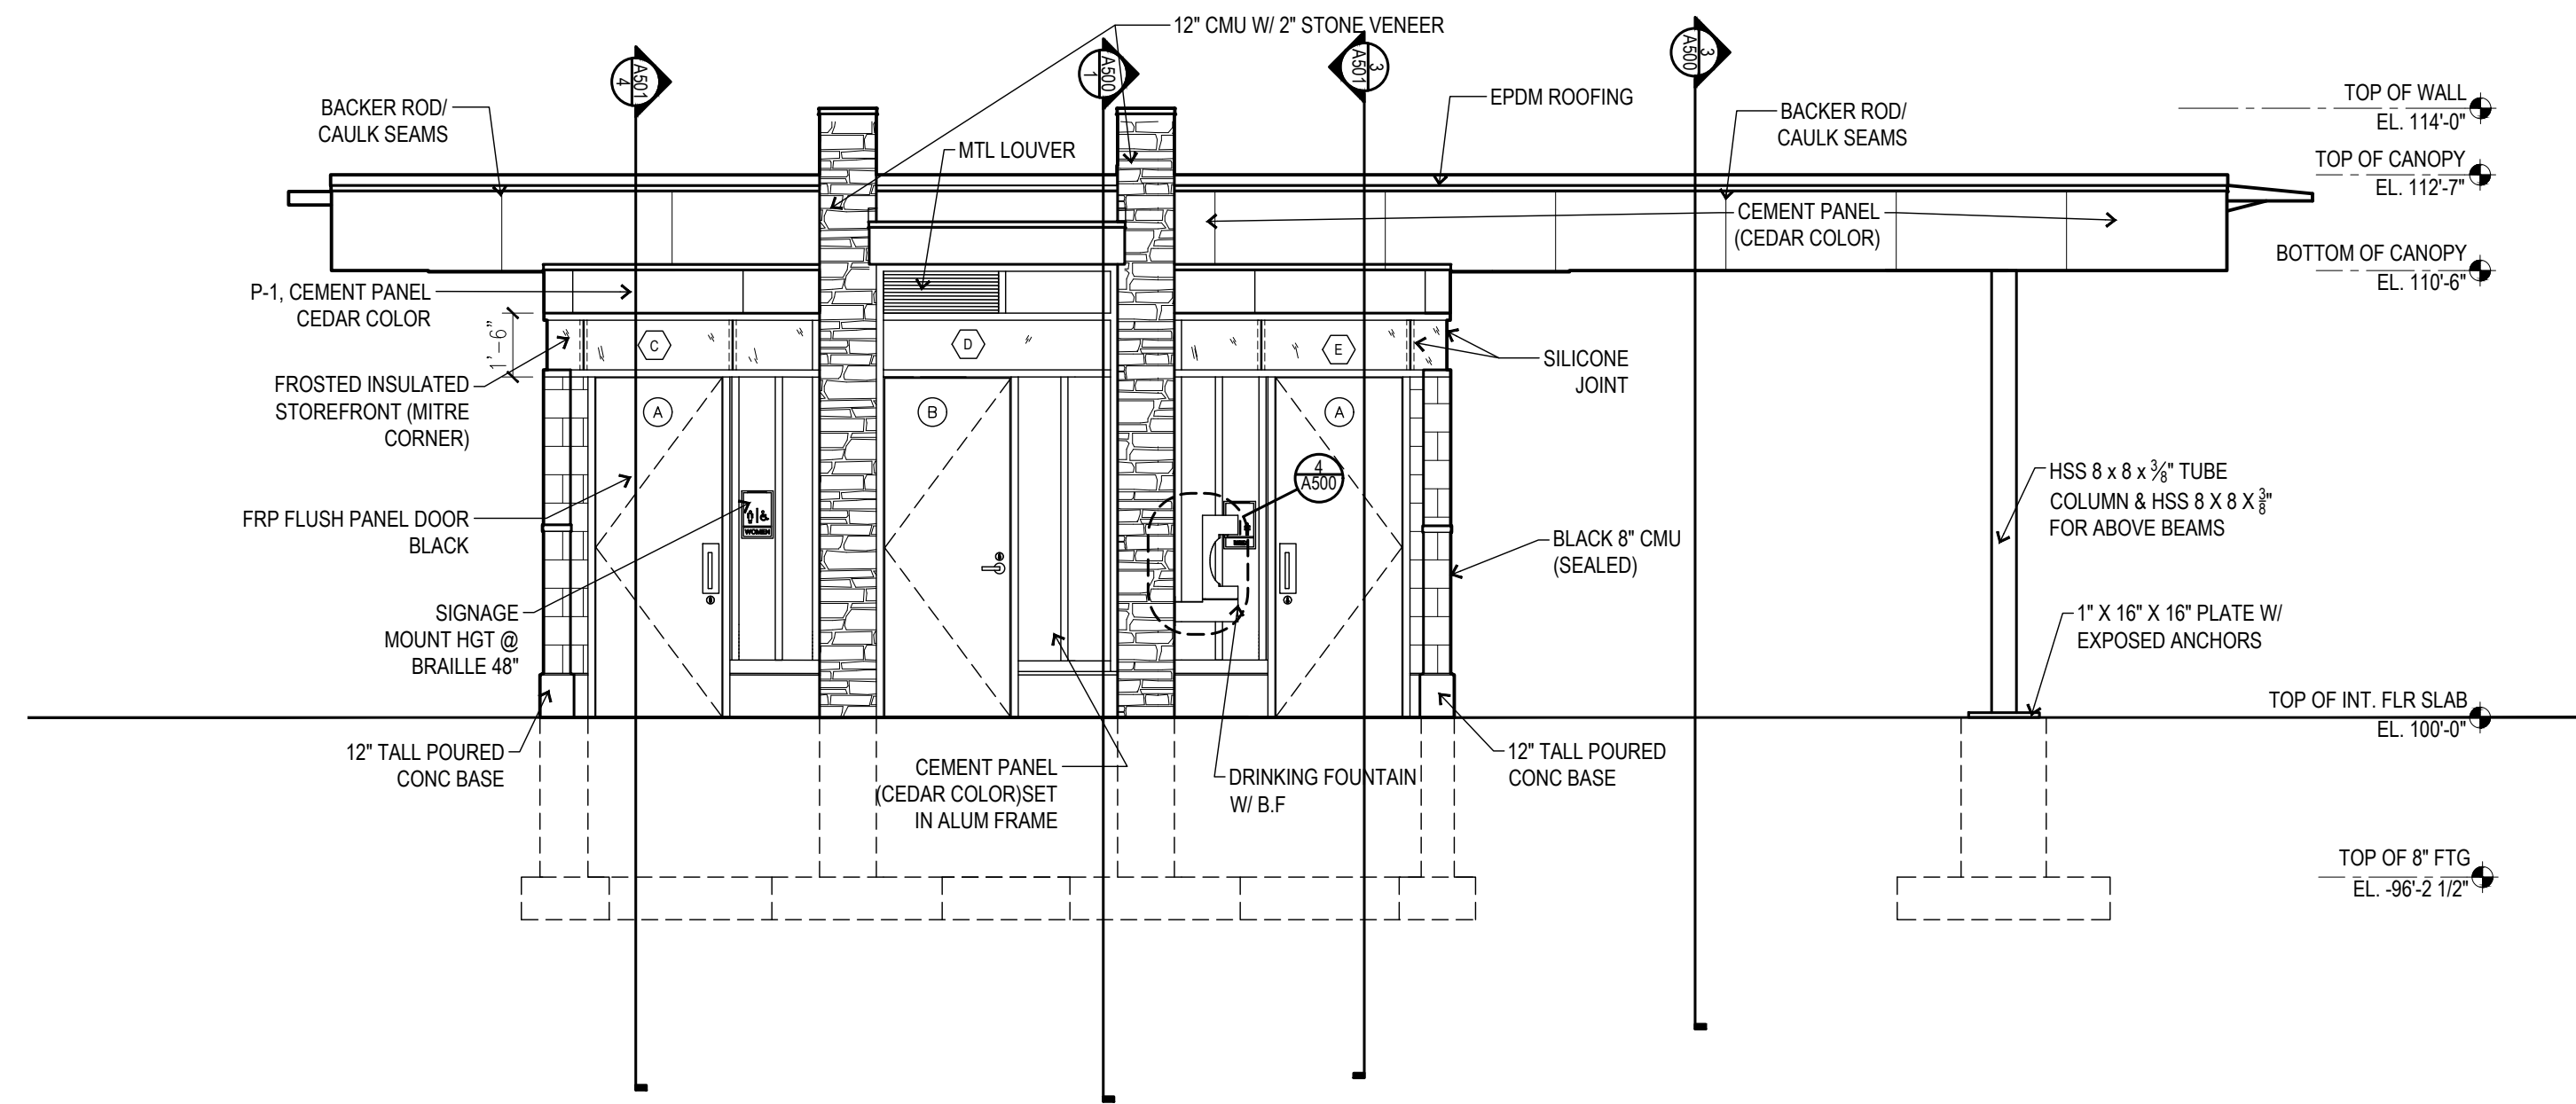 12" CMU W/ 2" STONE VENEER
A501
4
A500
1
3
A501
3
A500
BACKER ROD/
CAULK SEAMS
MTL LOUVER
EPDM ROOFING
BACKER ROD/
CAULK SEAMS
TOP OF WALL
EL. 114'-0"
TOP OF CANOPY
EL. 112'-7"
CEMENT PANEL
(CEDAR COLOR)
BOTTOM OF CANOPY
EL. 110'-6"
P-1, CEMENT PANEL
CEDAR COLOR
1'-6"
C
D
E
SILICONE
JOINT
FROSTED INSULATED
STOREFRONT (MITRE
CORNER)
A
B
A
4
A500
HSS 8 x 8 x 3/8" TUBE
COLUMN & HSS 8 X 8 X 3/8"
FOR ABOVE BEAMS
FRP FLUSH PANEL DOOR
BLACK
WOMEN
BLACK 8" CMU
(SEALED)
SIGNAGE
MOUNT HGT @
BRAILLE 48"
1" X 16" X 16" PLATE W/
EXPOSED ANCHORS
TOP OF INT. FLR SLAB
EL. 100'-0"
12" TALL POURED
CONC BASE
CEMENT PANEL
(CEDAR COLOR)SET
IN ALUM FRAME
DRINKING FOUNTAIN
W/ B.F
12" TALL POURED
CONC BASE
TOP OF 8" FTG
EL. -96'-2 1/2"